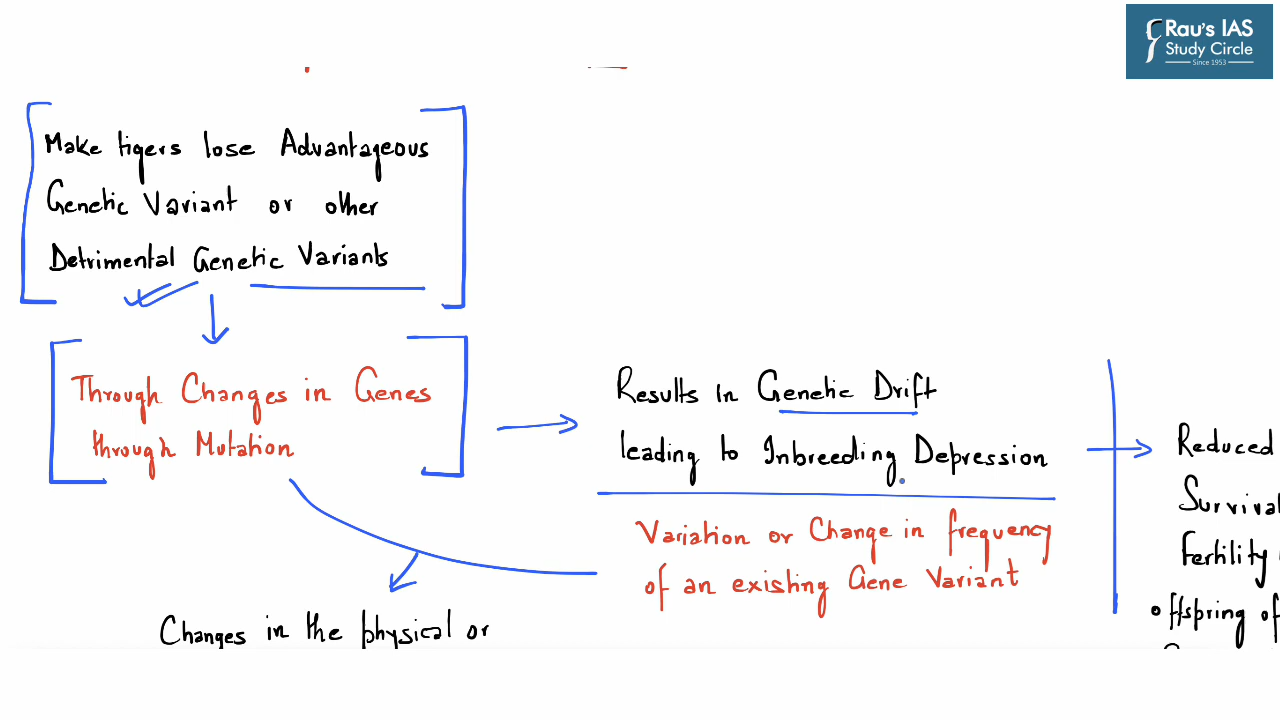 Rau's IAS
Study Circle
Since 1953
Make tigers lose Advantageous
Genetic Variant or other
Detrimental Genetic Variants
Through Changes in Genes
through Mutation
Results in Genetic Drift
leading to Inbreeding Depression
Variation or Change in frequency
of an existing Gene Variant
Reduced
Survival
Fertility
offspring of
Changes in the physical or